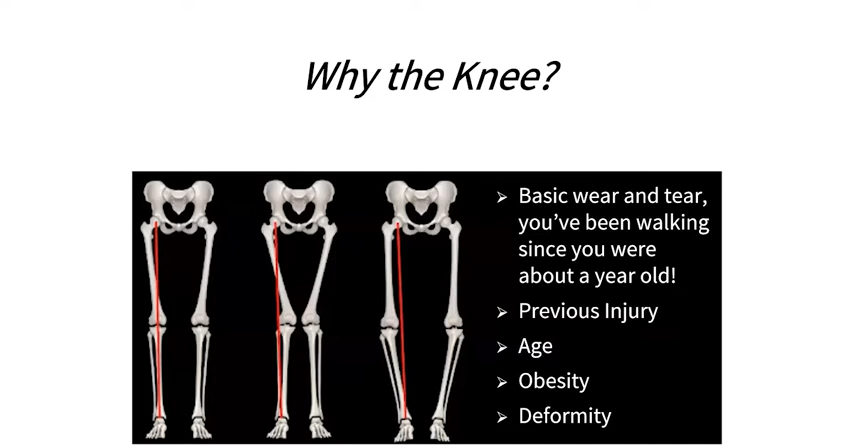 Why the Knee?
➢ Basic wear and tear,
you’ve been walking
since you were
about a year old!
➢ Previous Injury
➢ Age
➢ Obesity
➢ Deformity